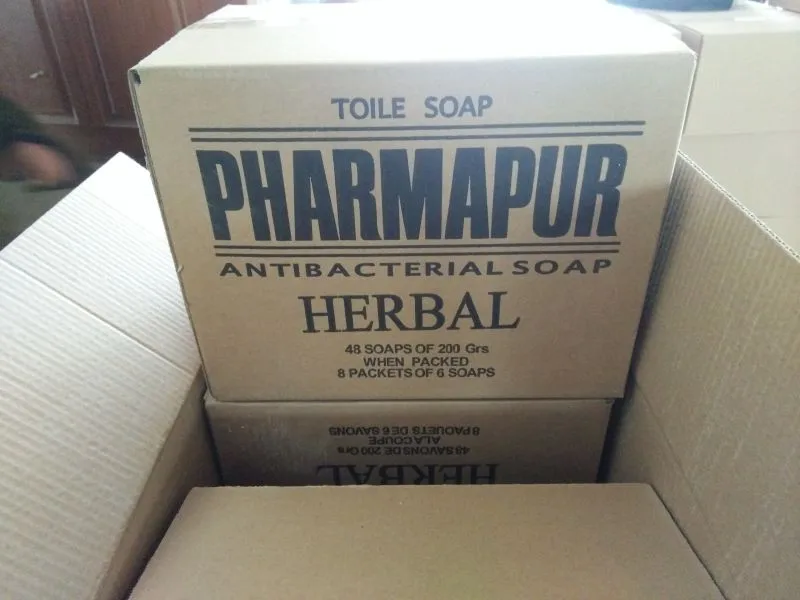 TOILE SOAP
PHARMAPUR
ANTIBACTERIAL SOAP
HERBAL
48 SOAPS OF 200 Grs
WHEN PACKED
8 PACKETS OF 6 SOAPS
8 PAQUETS DE 6 SAVONS
A LA COUPE
48 SAVONS DE 200 Grs
HERBAL